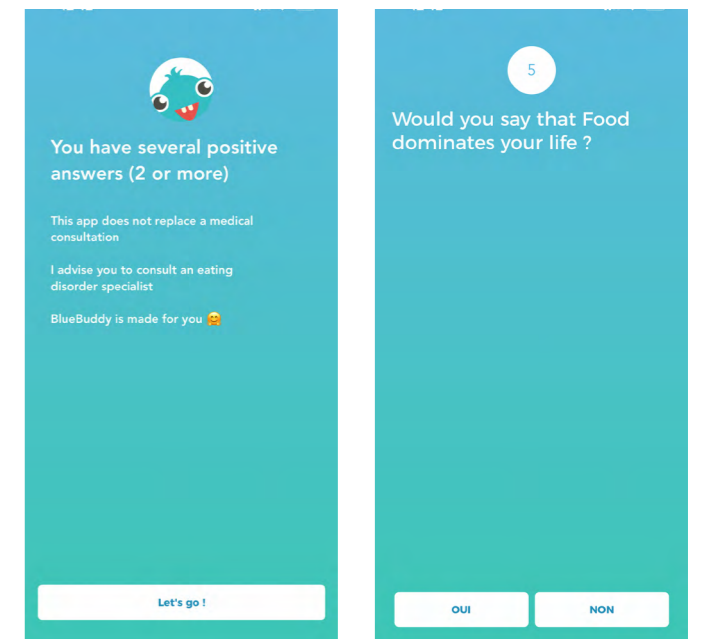 You have several positive
answers (2 or more)
This app does not replace a medical
consultation
I advise you to consult an eating
disorder specialist
BlueBuddy is made for you 🤗
Let's go !
5
Would you say that Food
dominates your life ?
OUI
NON